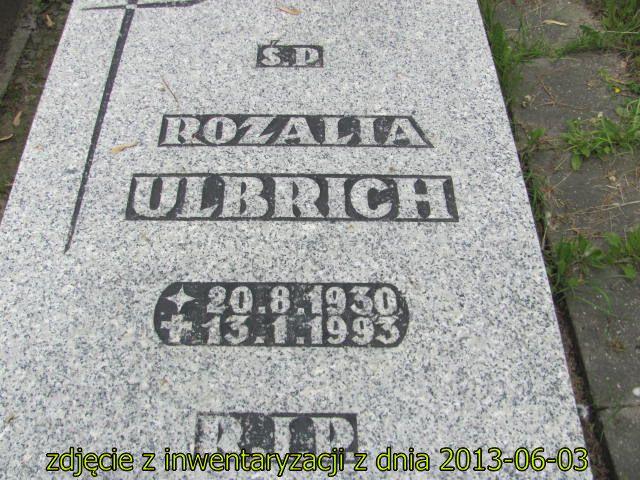 Ś.P
ROZALIA
ULBRICH
20.8.1930
13.1.1993
R.I.P
zdjęcie z inwentaryzacji z dnia 2013-06-03